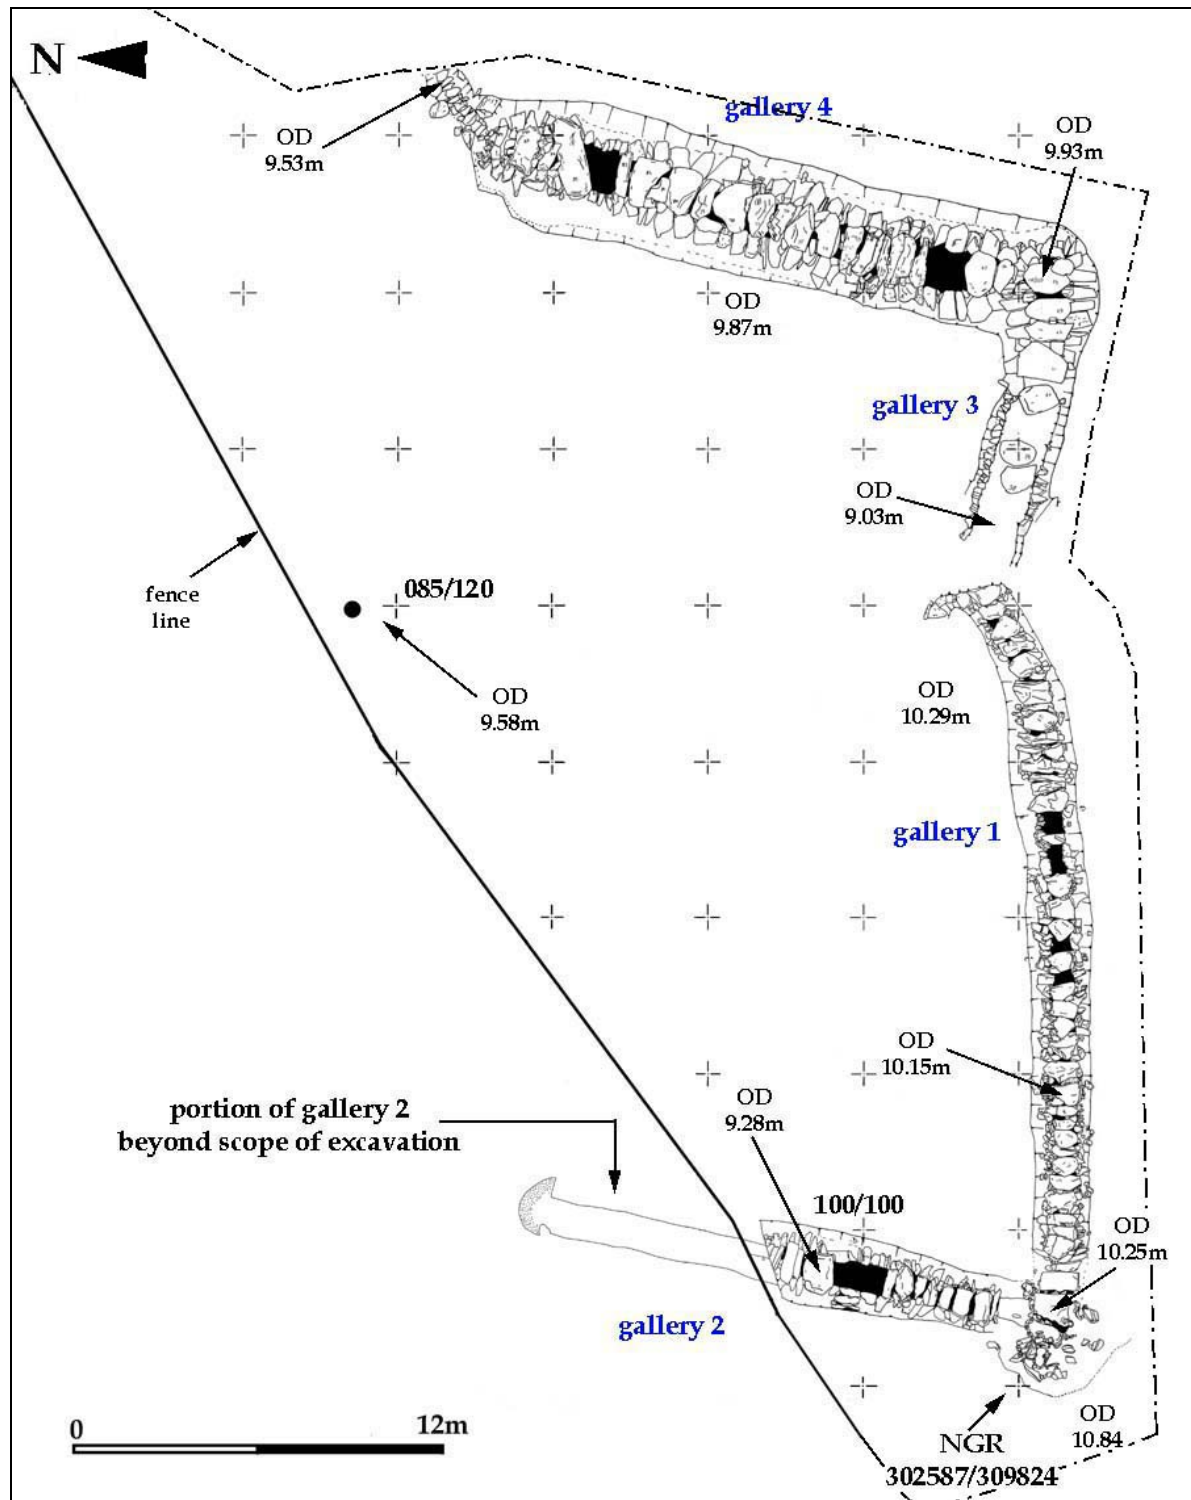 N
gallery 4
OD
9.53m
OD
9.93m
OD
9.87m
gallery 3
OD
9.03m
085/120
fence
line
OD
9.58m
OD
10.29m
gallery 1
OD
10.15m
portion of gallery 2
beyond scope of excavation
OD
9.28m
100/100
OD
10.25m
gallery 2
0
12m
OD
10.84
NGR
302587/309824